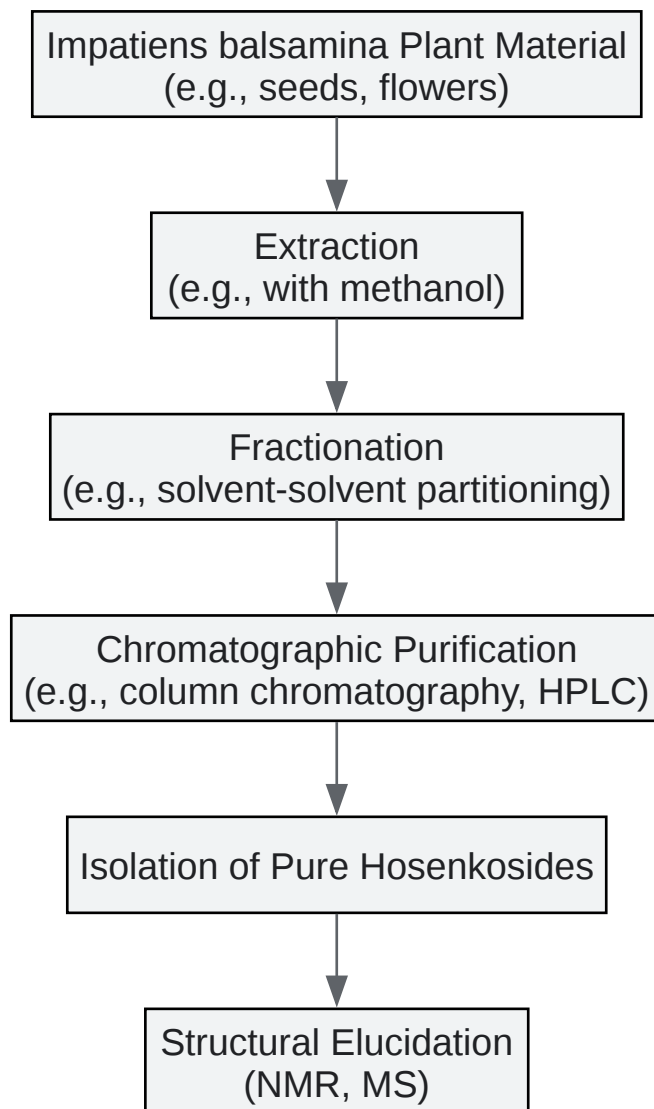 Impatiens balsamina Plant Material
(e.g., seeds, flowers)
Extraction
(e.g., with methanol)
Fractionation
(e.g., solvent-solvent partitioning)
Chromatographic Purification
(e.g., column chromatography, HPLC)
Isolation of Pure Hosenkosides
Structural Elucidation
(NMR, MS)